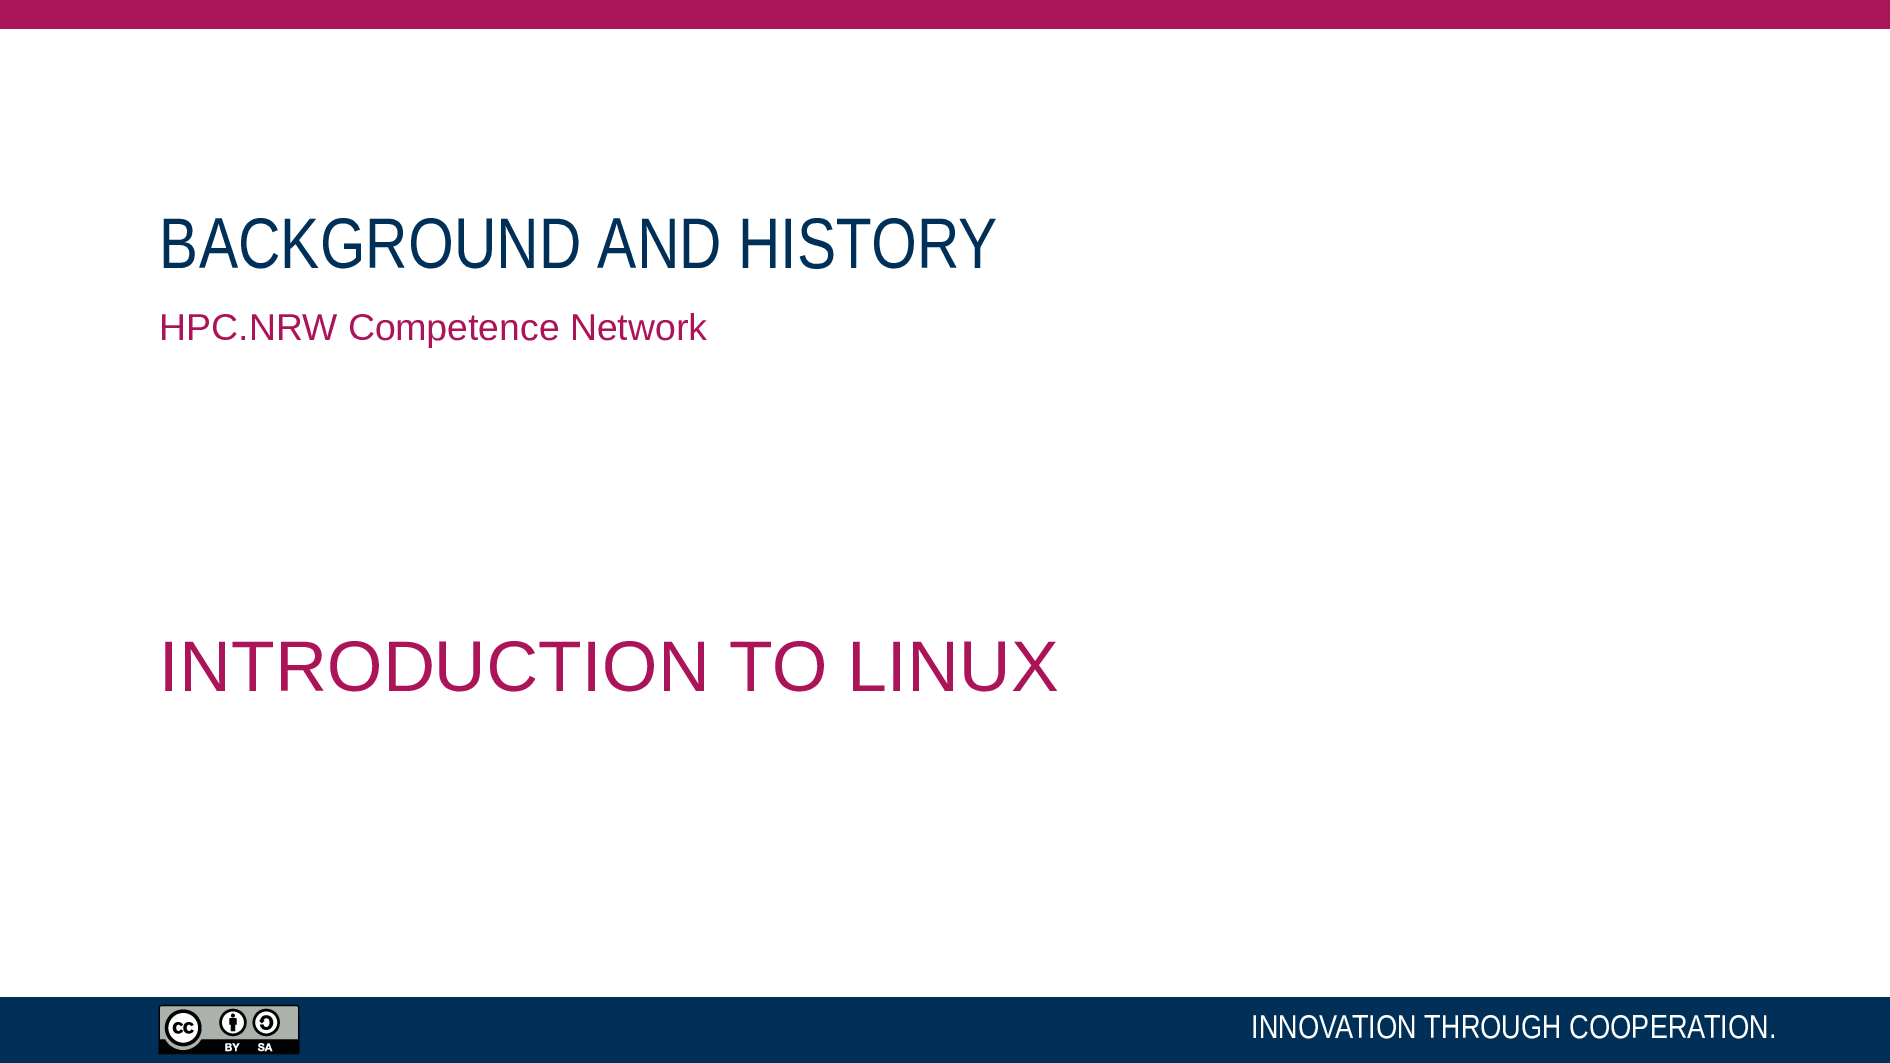 BACKGROUND AND HISTORY
HPC.NRW Competence Network
INTRODUCTION TO LINUX
cc
BY SA
INNOVATION THROUGH COOPERATION.